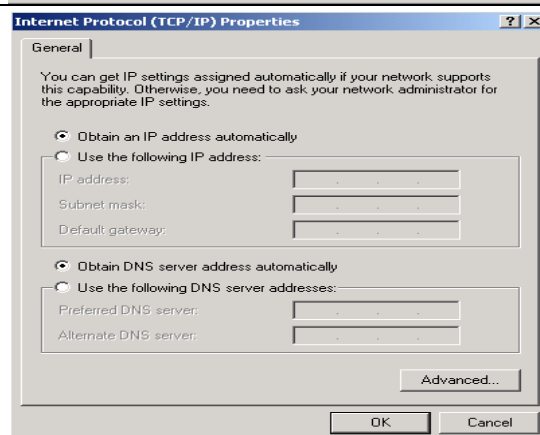 Internet Protocol (TCP/IP) Properties
General
You can get IP settings assigned automatically if your network supports
this capability. Otherwise, you need to ask your network administrator for
the appropriate IP settings.
Obtain an IP address automatically
Use the following IP address:
IP address:
Subnet mask:
Default gateway:
Obtain DNS server address automatically
Use the following DNS server addresses:
Preferred DNS server:
Alternate DNS server:
Advanced...
OK Cancel